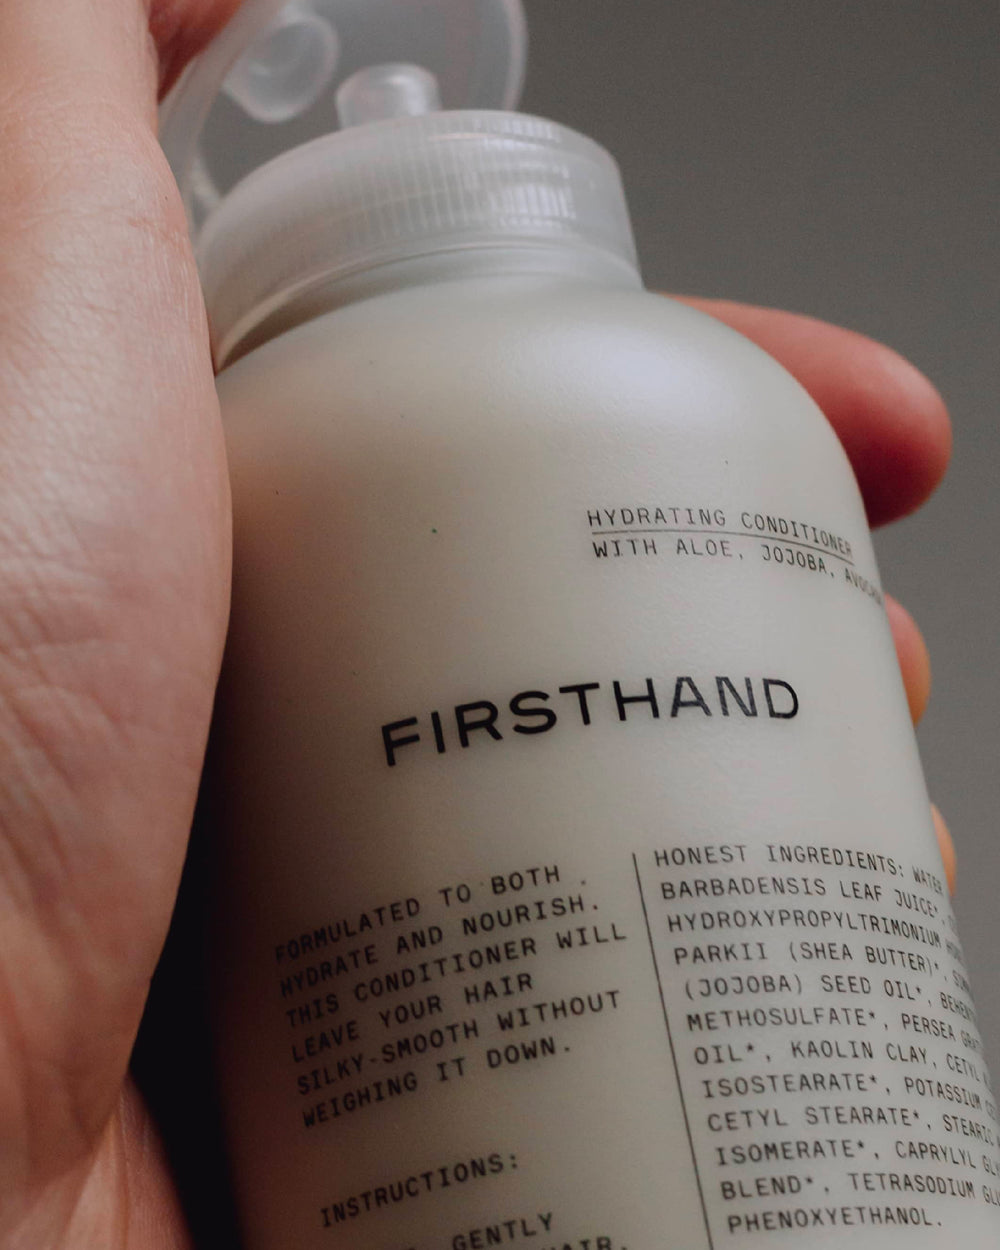 HYDRATING CONDITIONER
WITH ALOE, JOJOBA,
FIRSTHAND
FORMULATED TO BOTH
HYDRATE AND NOURISH.
THIS CONDITIONER WILL
LEAVE YOUR HAIR
SILKY-SMOOTH WITHOUT
WEIGHING IT DOWN.
INSTRUCTIONS:
GENTLY
HONEST INGREDIENTS: WATER
BARBADENSIS LEAF JUICE*,
HYDROXYPROPYLTRIMONIUM
PARKII (SHEA BUTTER)*,
(JOJOBA) SEED OIL*,
METHOSULFATE*, PERSEA
OIL*, KAOLIN CLAY, CETYL
ISOSTEARATE*, POTASSIUM
CETYL STEARATE*, STEARIC
ISOMERATE*, CAPRYLYL
BLEND*, TETRASODIUM
PHENOXYETHANOL.